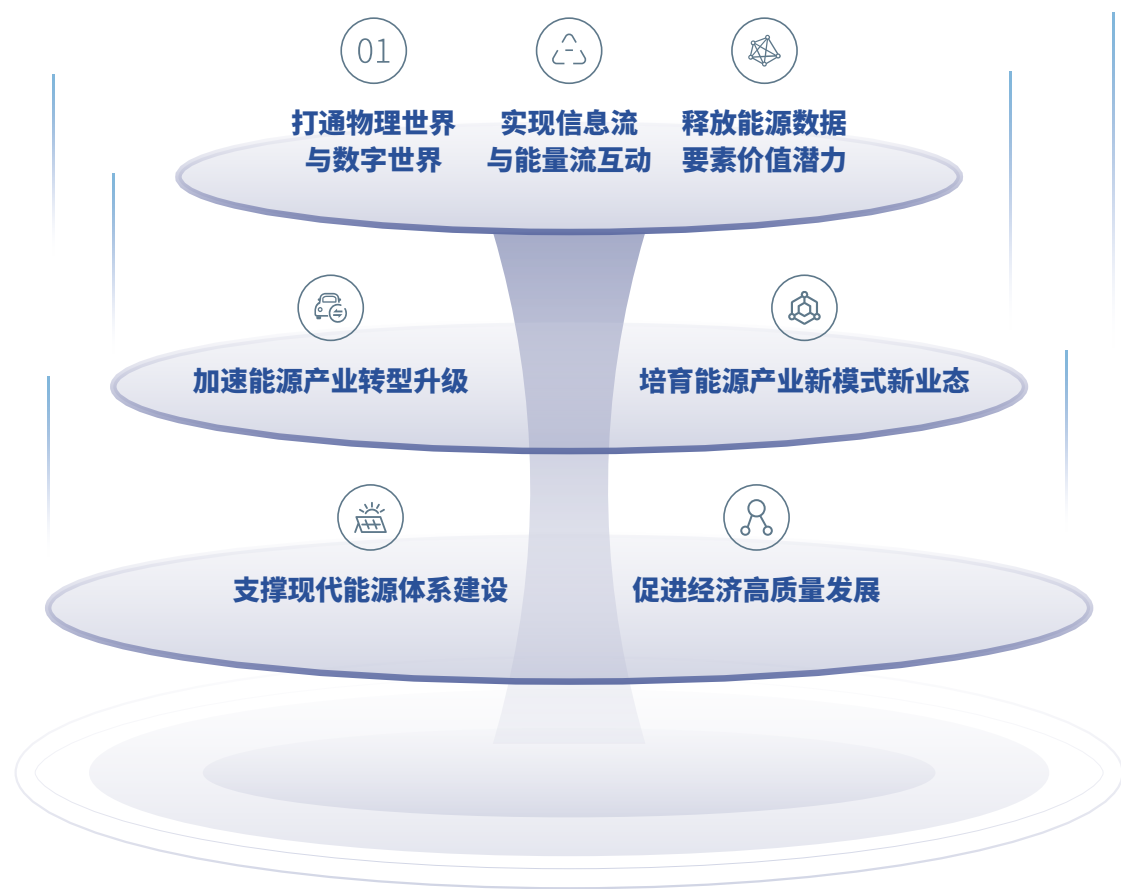 01
打通物理世界
与数字世界
实现信息流
与能量流互动
释放能源数据
要素价值潜力
加速能源产业转型升级
培育能源产业新模式新业态
支撑现代能源体系建设
促进经济高质量发展